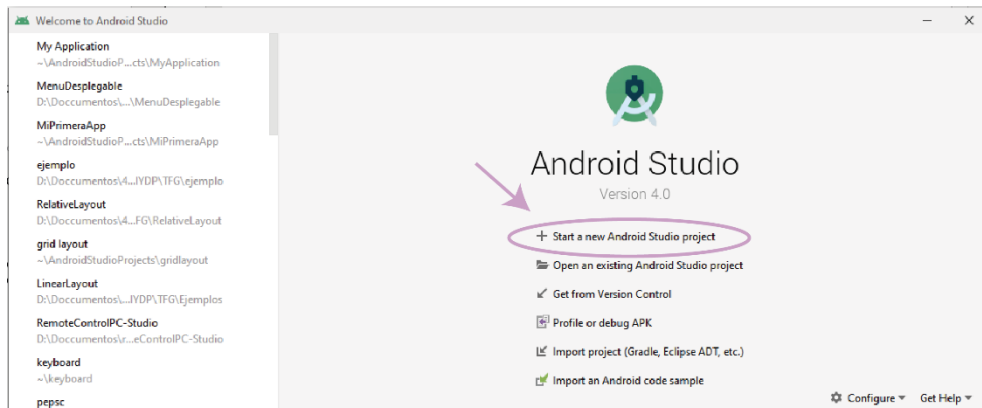 Welcome to Android Studio
My Application
~\AndroidStudioP...cts\MyApplication
MenuDesplegable
D:\Doccumentos\...\MenuDesplegable
MiPrimeraApp
~\AndroidStudioP...cts\MiPrimeraApp
ejemplo
D:\Doccumentos\4...IYDP\TFG\ejemplo
RelativeLayout
D:\Doccumentos\4...FG\RelativeLayout
grid layout
~\AndroidStudioProjects\gridlayout
LinearLayout
D:\Doccumentos\...IYDP\TFG\Ejemplos
RemoteControlPC-Studio
D:\Doccumentos\r...eControlPC-Studio
keyboard
~\keyboard
pepsc
Android Studio
Version 4.0
Start a new Android Studio project
Open an existing Android Studio project
Get from Version Control
Profile or debug APK
Import project (Gradle, Eclipse ADT, etc.)
Import an Android code sample
Configure Get Help